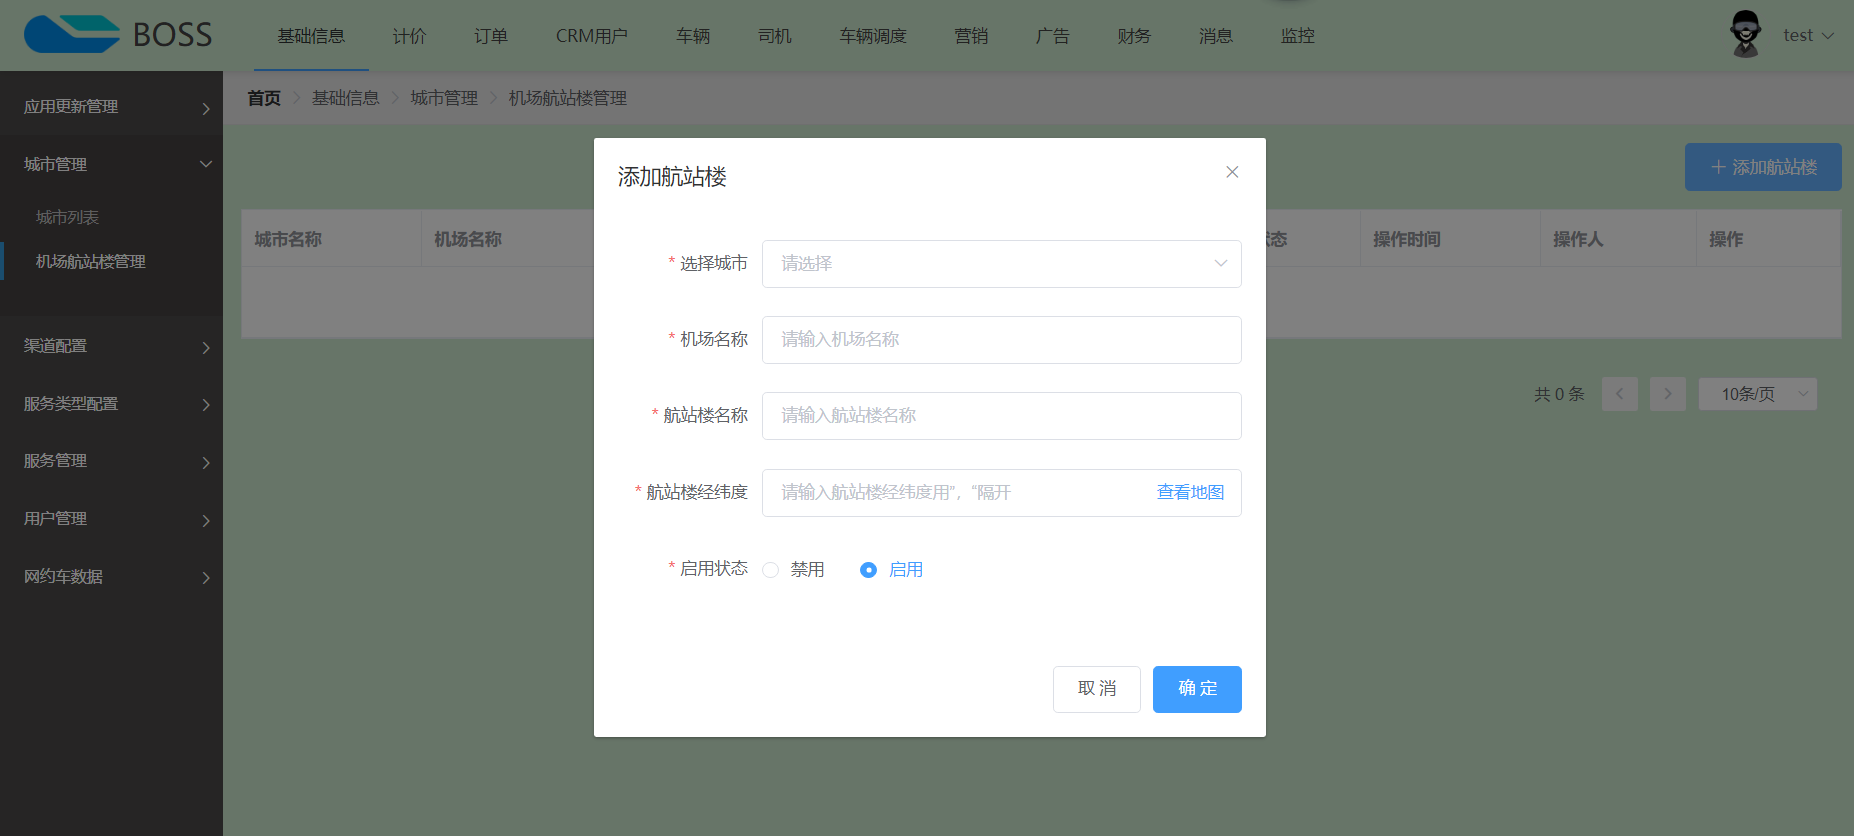 BOSS
基础信息 计价 订单 CRM用户 车辆 司机 车辆调度 营销 广告 财务 消息 监控
test
应用更新管理
城市管理
城市列表
机场航站楼管理
渠道配置
服务类型配置
服务管理
用户管理
网约车数据
首页 基础信息 城市管理 机场航站楼管理
添加航站楼
城市名称 机场名称 态 操作时间 操作人 操作
共 0 条 10条/页
添加航站楼
* 选择城市 请选择
* 机场名称 请输入机场名称
* 航站楼名称 请输入航站楼名称
* 航站楼经纬度 请输入航站楼经纬度用”，“隔开 查看地图
* 启用状态 禁用 启用
取 消 确 定